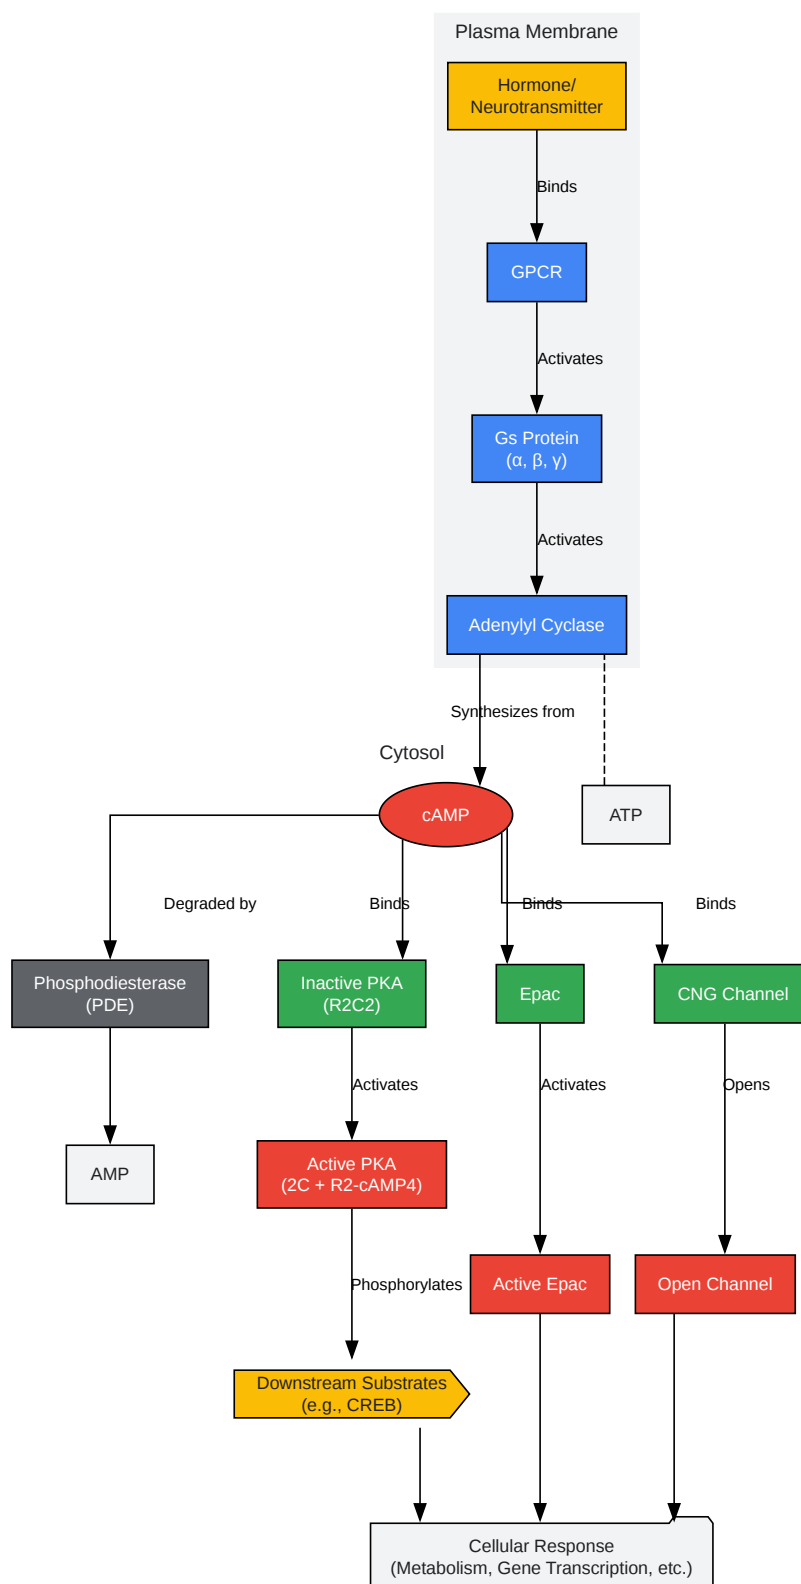 Plasma Membrane
Hormone/
Neurotransmitter
Binds
GPCR
Activates
Gs Protein
(α, β, γ)
Activates
Adenylyl Cyclase
Synthesizes from
Cytosol
cAMP
ATP
Degraded by
Binds
Binds
Binds
Phosphodiesterase
(PDE)
Inactive PKA
(R2C2)
Epac
CNG Channel
Activates
Activates
Opens
AMP
Active PKA
(2C + R2-cAMP4)
Phosphorylates
Active Epac
Open Channel
Downstream Substrates
(e.g., CREB)
Cellular Response
(Metabolism, Gene Transcription, etc.)